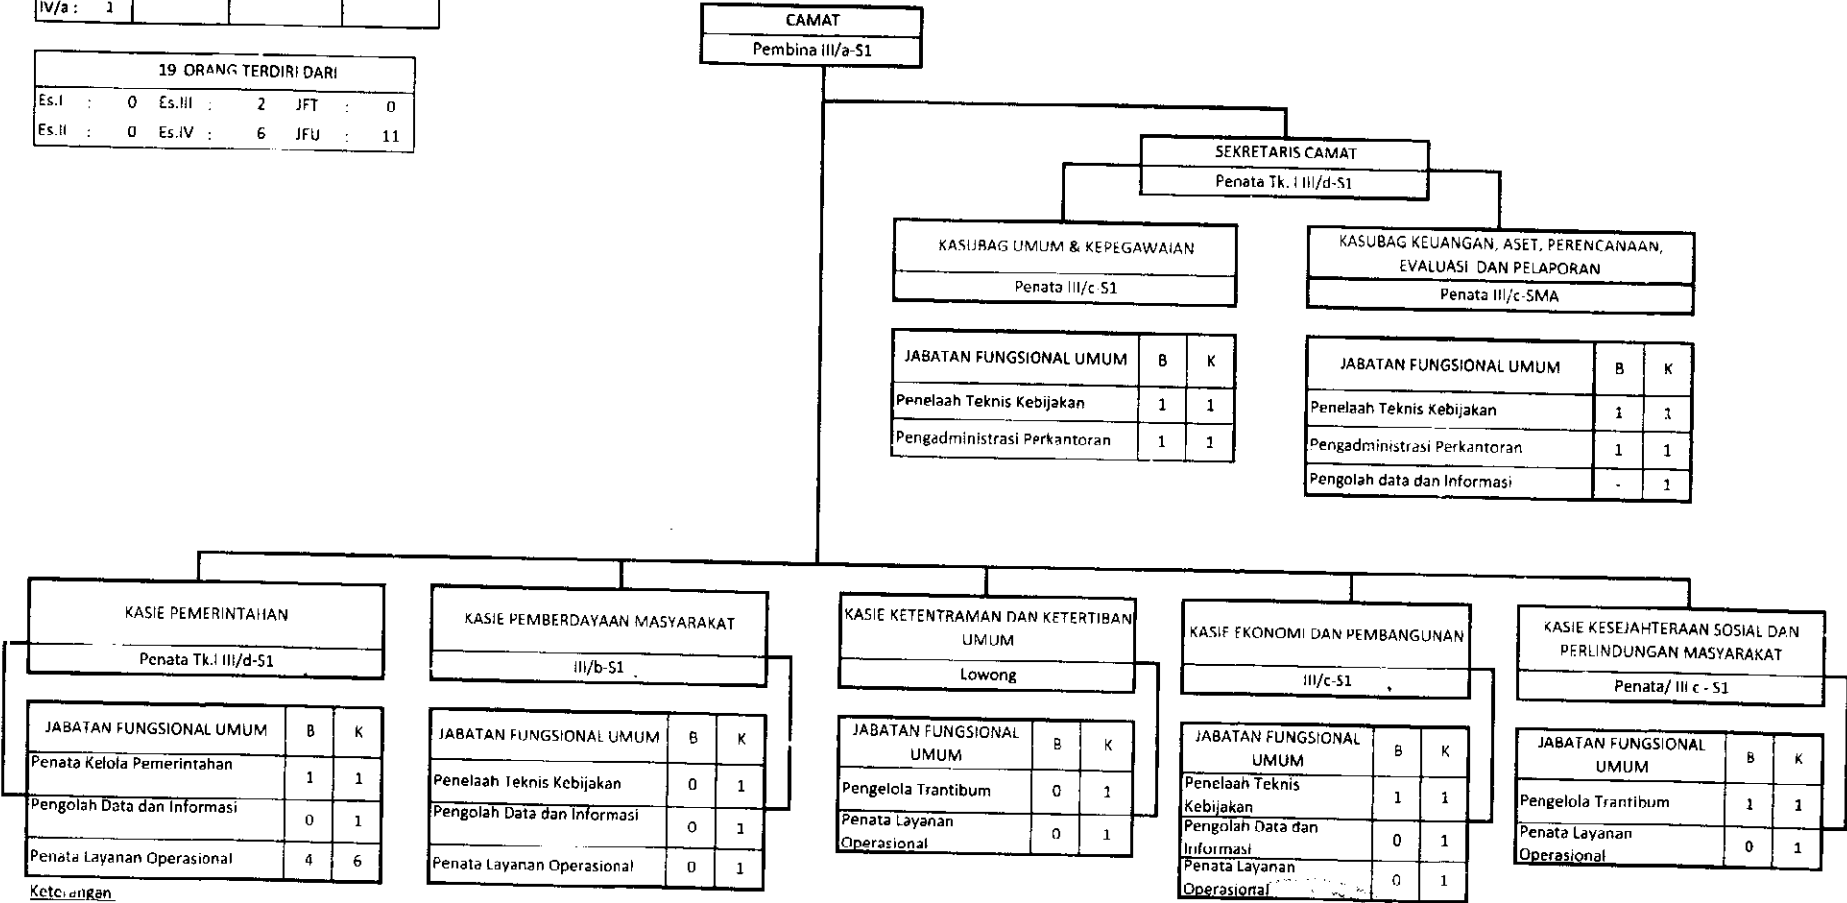 IV/a : 1
19 ORANG TERDIRI DARI
Es.I : 0 Es.III : 2 JFT : 0
Es.II : 0 Es.IV : 6 JFU : 11
CAMAT
Pembina III/a-S1
SEKRETARIS CAMAT
Penata Tk. I III/d-S1
KASUBAG UMUM & KEPEGAWAIAN
Penata III/c-S1
JABATAN FUNGSIONAL UMUM B K
Penelaah Teknis Kebijakan 1 1
Pengadministrasi Perkantoran 1 1
KASUBAG KEUANGAN, ASET, PERENCANAAN,
EVALUASI DAN PELAPORAN
Penata III/c-SMA
JABATAN FUNGSIONAL UMUM B K
Penelaah Teknis Kebijakan 1 1
Pengadministrasi Perkantoran 1 1
Pengolah data dan Informasi - 1
KASIE PEMERINTAHAN
Penata Tk.I III/d-S1
JABATAN FUNGSIONAL UMUM B K
Penata Kelola Pemerintahan 1 1
Pengolah Data dan Informasi 0 1
Penata Layanan Operasional 4 6
KASIE PEMBERDAYAAN MASYARAKAT
III/b-S1
JABATAN FUNGSIONAL UMUM B K
Penelaah Teknis Kebijakan 0 1
Pengolah Data dan Informasi 0 1
Penata Layanan Operasional 0 1
KASIE KETENTRAMAN DAN KETERTIBAN
UMUM
Lowong
JABATAN FUNGSIONAL
UMUM B K
Pengelola Trantibum 0 1
Penata Layanan
Operasional 0 1
KASIE EKONOMI DAN PEMBANGUNAN
III/c-S1
JABATAN FUNGSIONAL
UMUM B K
Penelaah Teknis
Kebijakan 1 1
Pengolah Data dan
Informasi 0 1
Penata Layanan
Operasional 0 1
KASIE KESEJAHTERAAN SOSIAL DAN
PERLINDUNGAN MASYARAKAT
Penata/ III c - S1
JABATAN FUNGSIONAL
UMUM B K
Pengelola Trantibum 1 1
Penata Layanan
Operasional 0 1
Keterangan